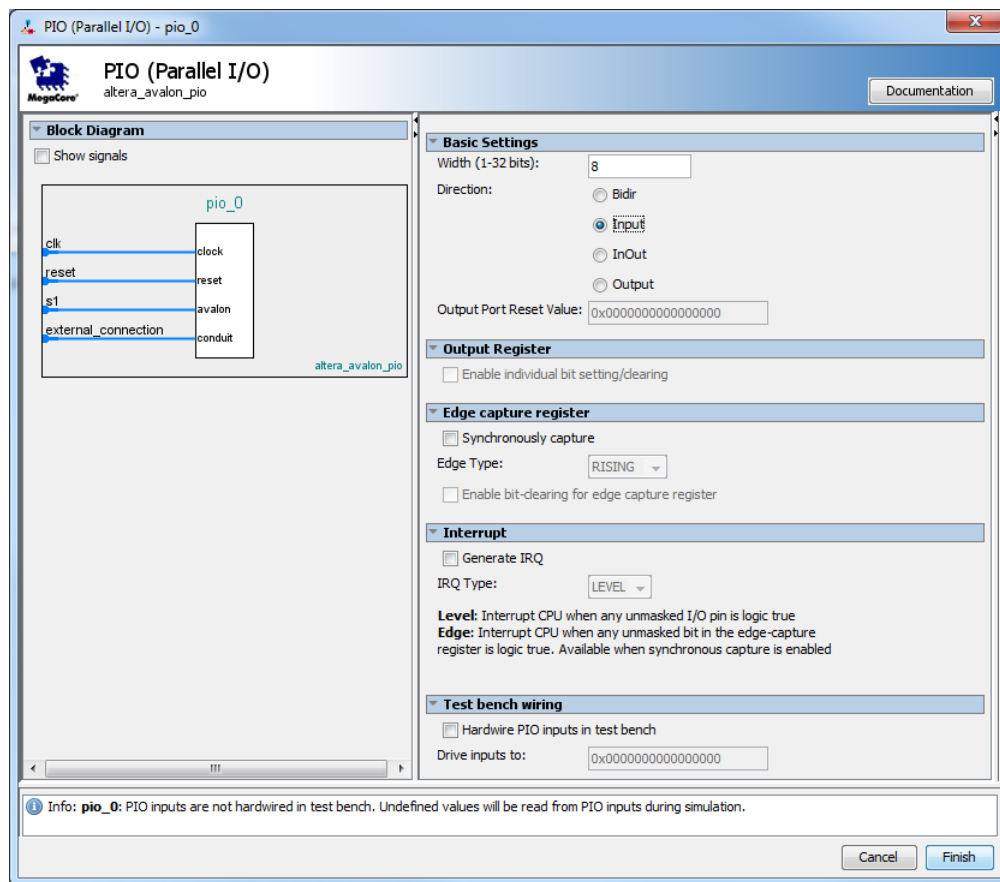 PIO (Parallel I/O) - pio_0
MegaCore®
PIO (Parallel I/O)
altera_avalon_pio
Documentation
Block Diagram
Show signals
pio_0
clk
clock
reset
reset
s1
avalon
external_connection
conduit
altera_avalon_pio
Basic Settings
Width (1-32 bits): 8
Direction:
Bidir
Input
InOut
Output
Output Port Reset Value: 0x0000000000000000
Output Register
Enable individual bit setting/clearing
Edge capture register
Synchronously capture
Edge Type: RISING
Enable bit-clearing for edge capture register
Interrupt
Generate IRQ
IRQ Type: LEVEL
Level: Interrupt CPU when any unmasked I/O pin is logic true
Edge: Interrupt CPU when any unmasked bit in the edge-capture
register is logic true. Available when synchronous capture is enabled
Test bench wiring
Hardwire PIO inputs in test bench
Drive inputs to: 0x0000000000000000
Info: pio_0: PIO inputs are not hardwired in test bench. Undefined values will be read from PIO inputs during simulation.
Cancel
Finish